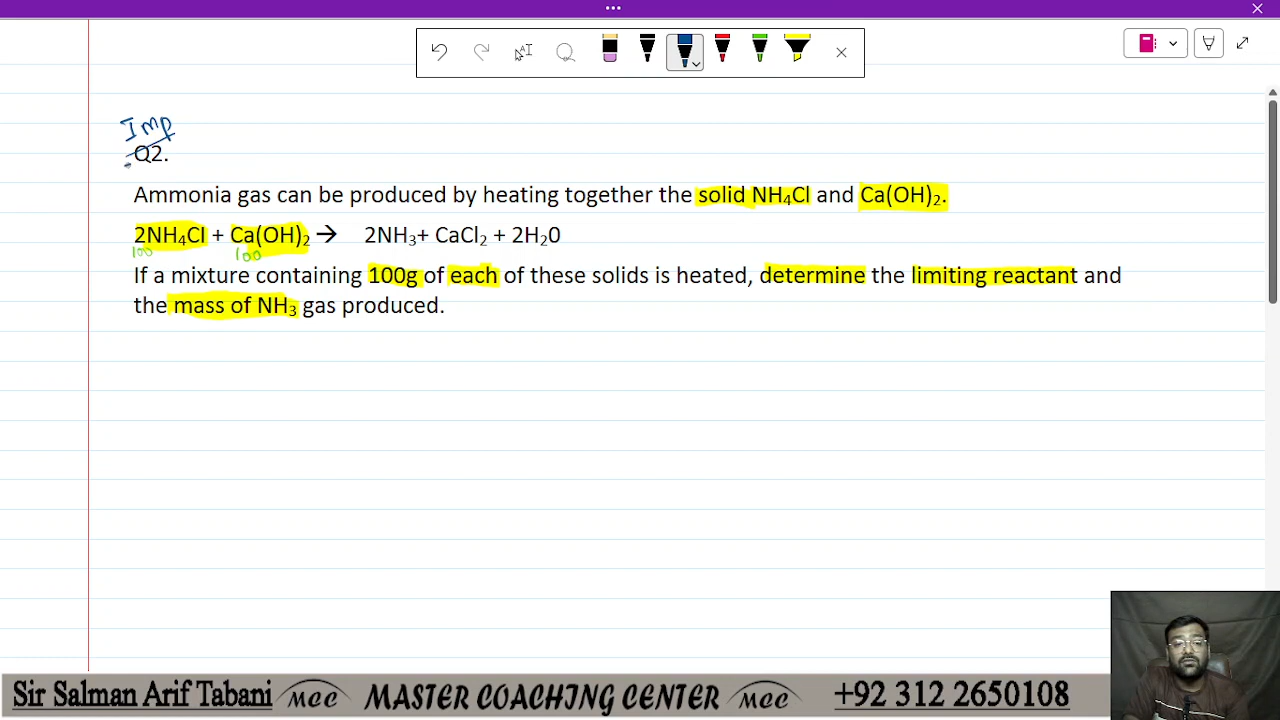 Imp
Q2.
Ammonia gas can be produced by heating together the solid NH₄Cl and Ca(OH)₂.
2NH₄Cl + Ca(OH)₂ → 2NH₃+ CaCl₂ + 2H₂0
100 100
If a mixture containing 100g of each of these solids is heated, determine the limiting reactant and
the mass of NH₃ gas produced.
Sir Salman Arif Tabani MCC MASTER COACHING CENTER MCC +92 312 2650108